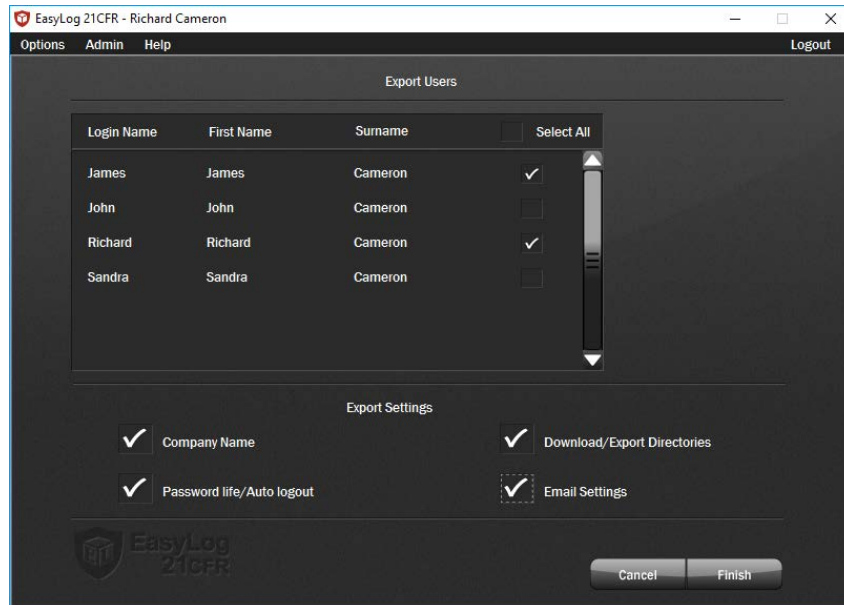 EasyLog 21CFR - Richard Cameron
Options Admin Help Logout
Export Users
Login Name First Name Surname Select All
James James Cameron
John John Cameron
Richard Richard Cameron
Sandra Sandra Cameron
Export Settings
Company Name Download/Export Directories
Password life/Auto logout Email Settings
EasyLog
21CFR
Cancel Finish